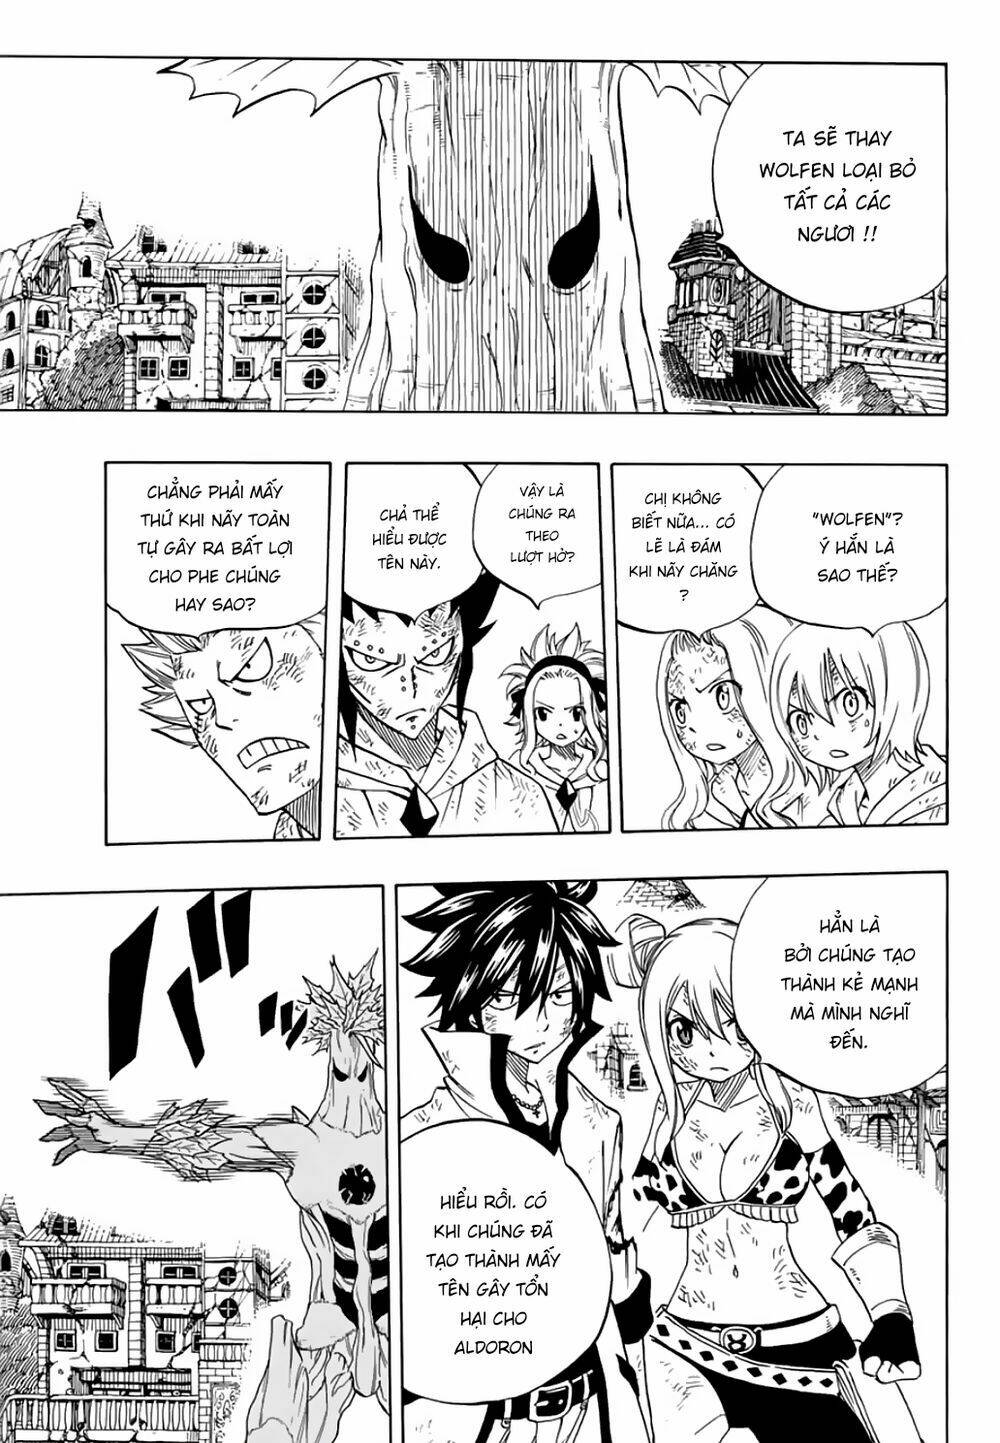 TA SẼ THAY
WOLFEN LOẠI BỎ
TẤT CẢ CÁC
NGƯƠI !!
"WOLFEN"?
Ý HẮN LÀ
SAO THẾ?
CHỊ KHÔNG
BIẾT NỮA... CÓ
LẼ LÀ ĐÁM
KHI NÃY CHĂNG
?
VẬY LÀ
CHÚNG RA
THEO
LƯỢT HỞ?
CHẢ THỂ
HIỂU ĐƯỢC
TÊN NÀY.
CHẲNG PHẢI MẤY
THỨ KHI NÃY TOÀN
TỰ GÂY RA BẤT LỢI
CHO PHE CHÚNG
HAY SAO?
HẲN LÀ
BỞI CHÚNG TẠO
THÀNH KẺ MẠNH
MÀ MÌNH NGHĨ
ĐẾN.
HIỂU RỒI. CÓ
KHI CHÚNG ĐÃ
TẠO THÀNH MẤY
TÊN GÂY TỔN
HẠI CHO
ALDORON